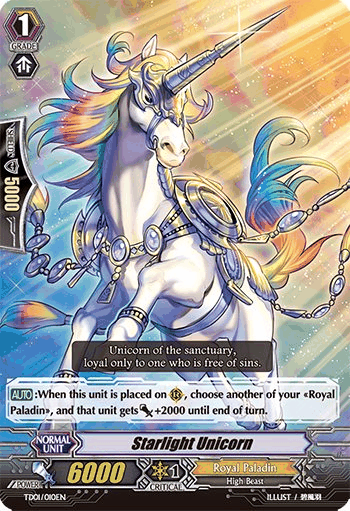 1
GRADE
SHIELD
5000
Unicorn of the sanctuary,
loyal only to one who is free of sins.
AUTO :When this unit is placed on , choose another of your «Royal
Paladin», and that unit gets +2000 until end of turn.
NORMAL
UNIT
Starlight Unicorn
POWER
6000
1
CRITICAL
Royal Paladin
High Beast
TD01/010EN
ILLUST / 碧風羽